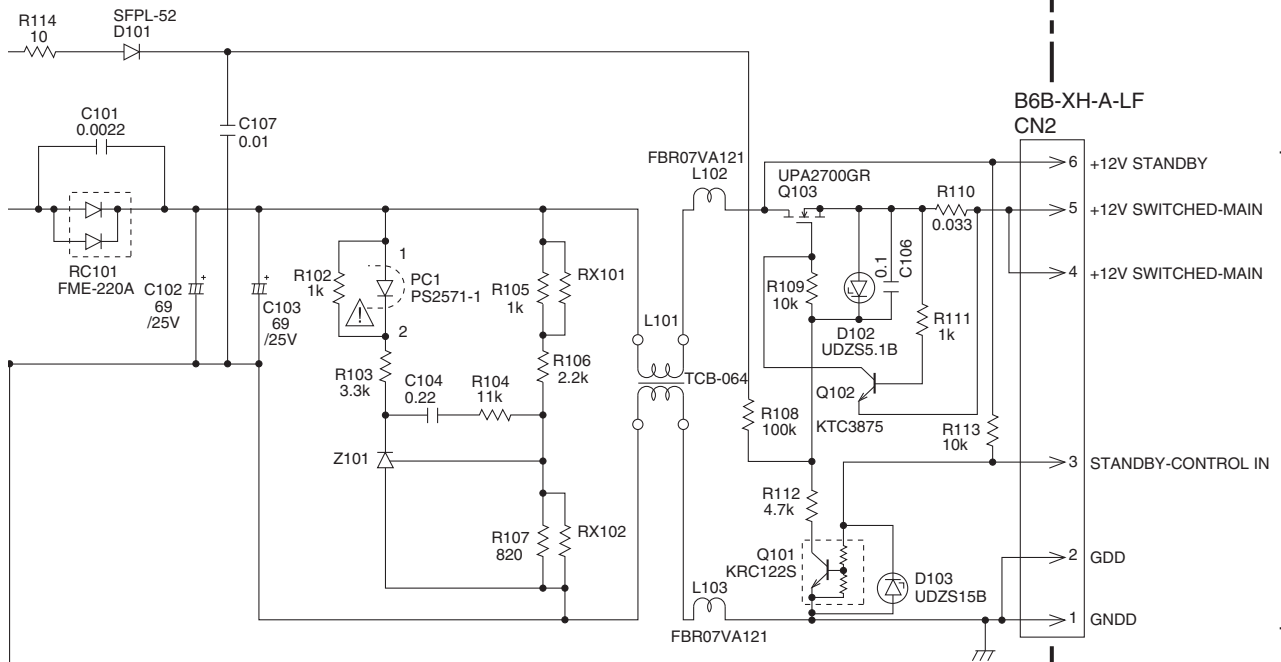 SFPL-52
D101
R114
10
C107
0.01
C101
0.0022
RC101
FME-220A
C102
69
/25V
+
C103
69
/25V
+
R102
1k
1
PC1
PS2571-1
!
2
R103
3.3k
C104
0.22
R104
11k
Z101
R105
1k
RX101
R106
2.2k
R107
820
RX102
L101
TCB-064
FBR07VA121
L102
L103
FBR07VA121
UPA2700GR
Q103
R109
10k
D102
UDZS5.1B
0.1
C106
R110
0.033
R111
1k
Q102
KTC3875
R108
100k
R113
10k
R112
4.7k
Q101
KRC122S
D103
UDZS15B
B6B-XH-A-LF
CN2
6 +12V STANDBY
5 +12V SWITCHED-MAIN
4 +12V SWITCHED-MAIN
3 STANDBY-CONTROL IN
2 GDD
1 GNDD